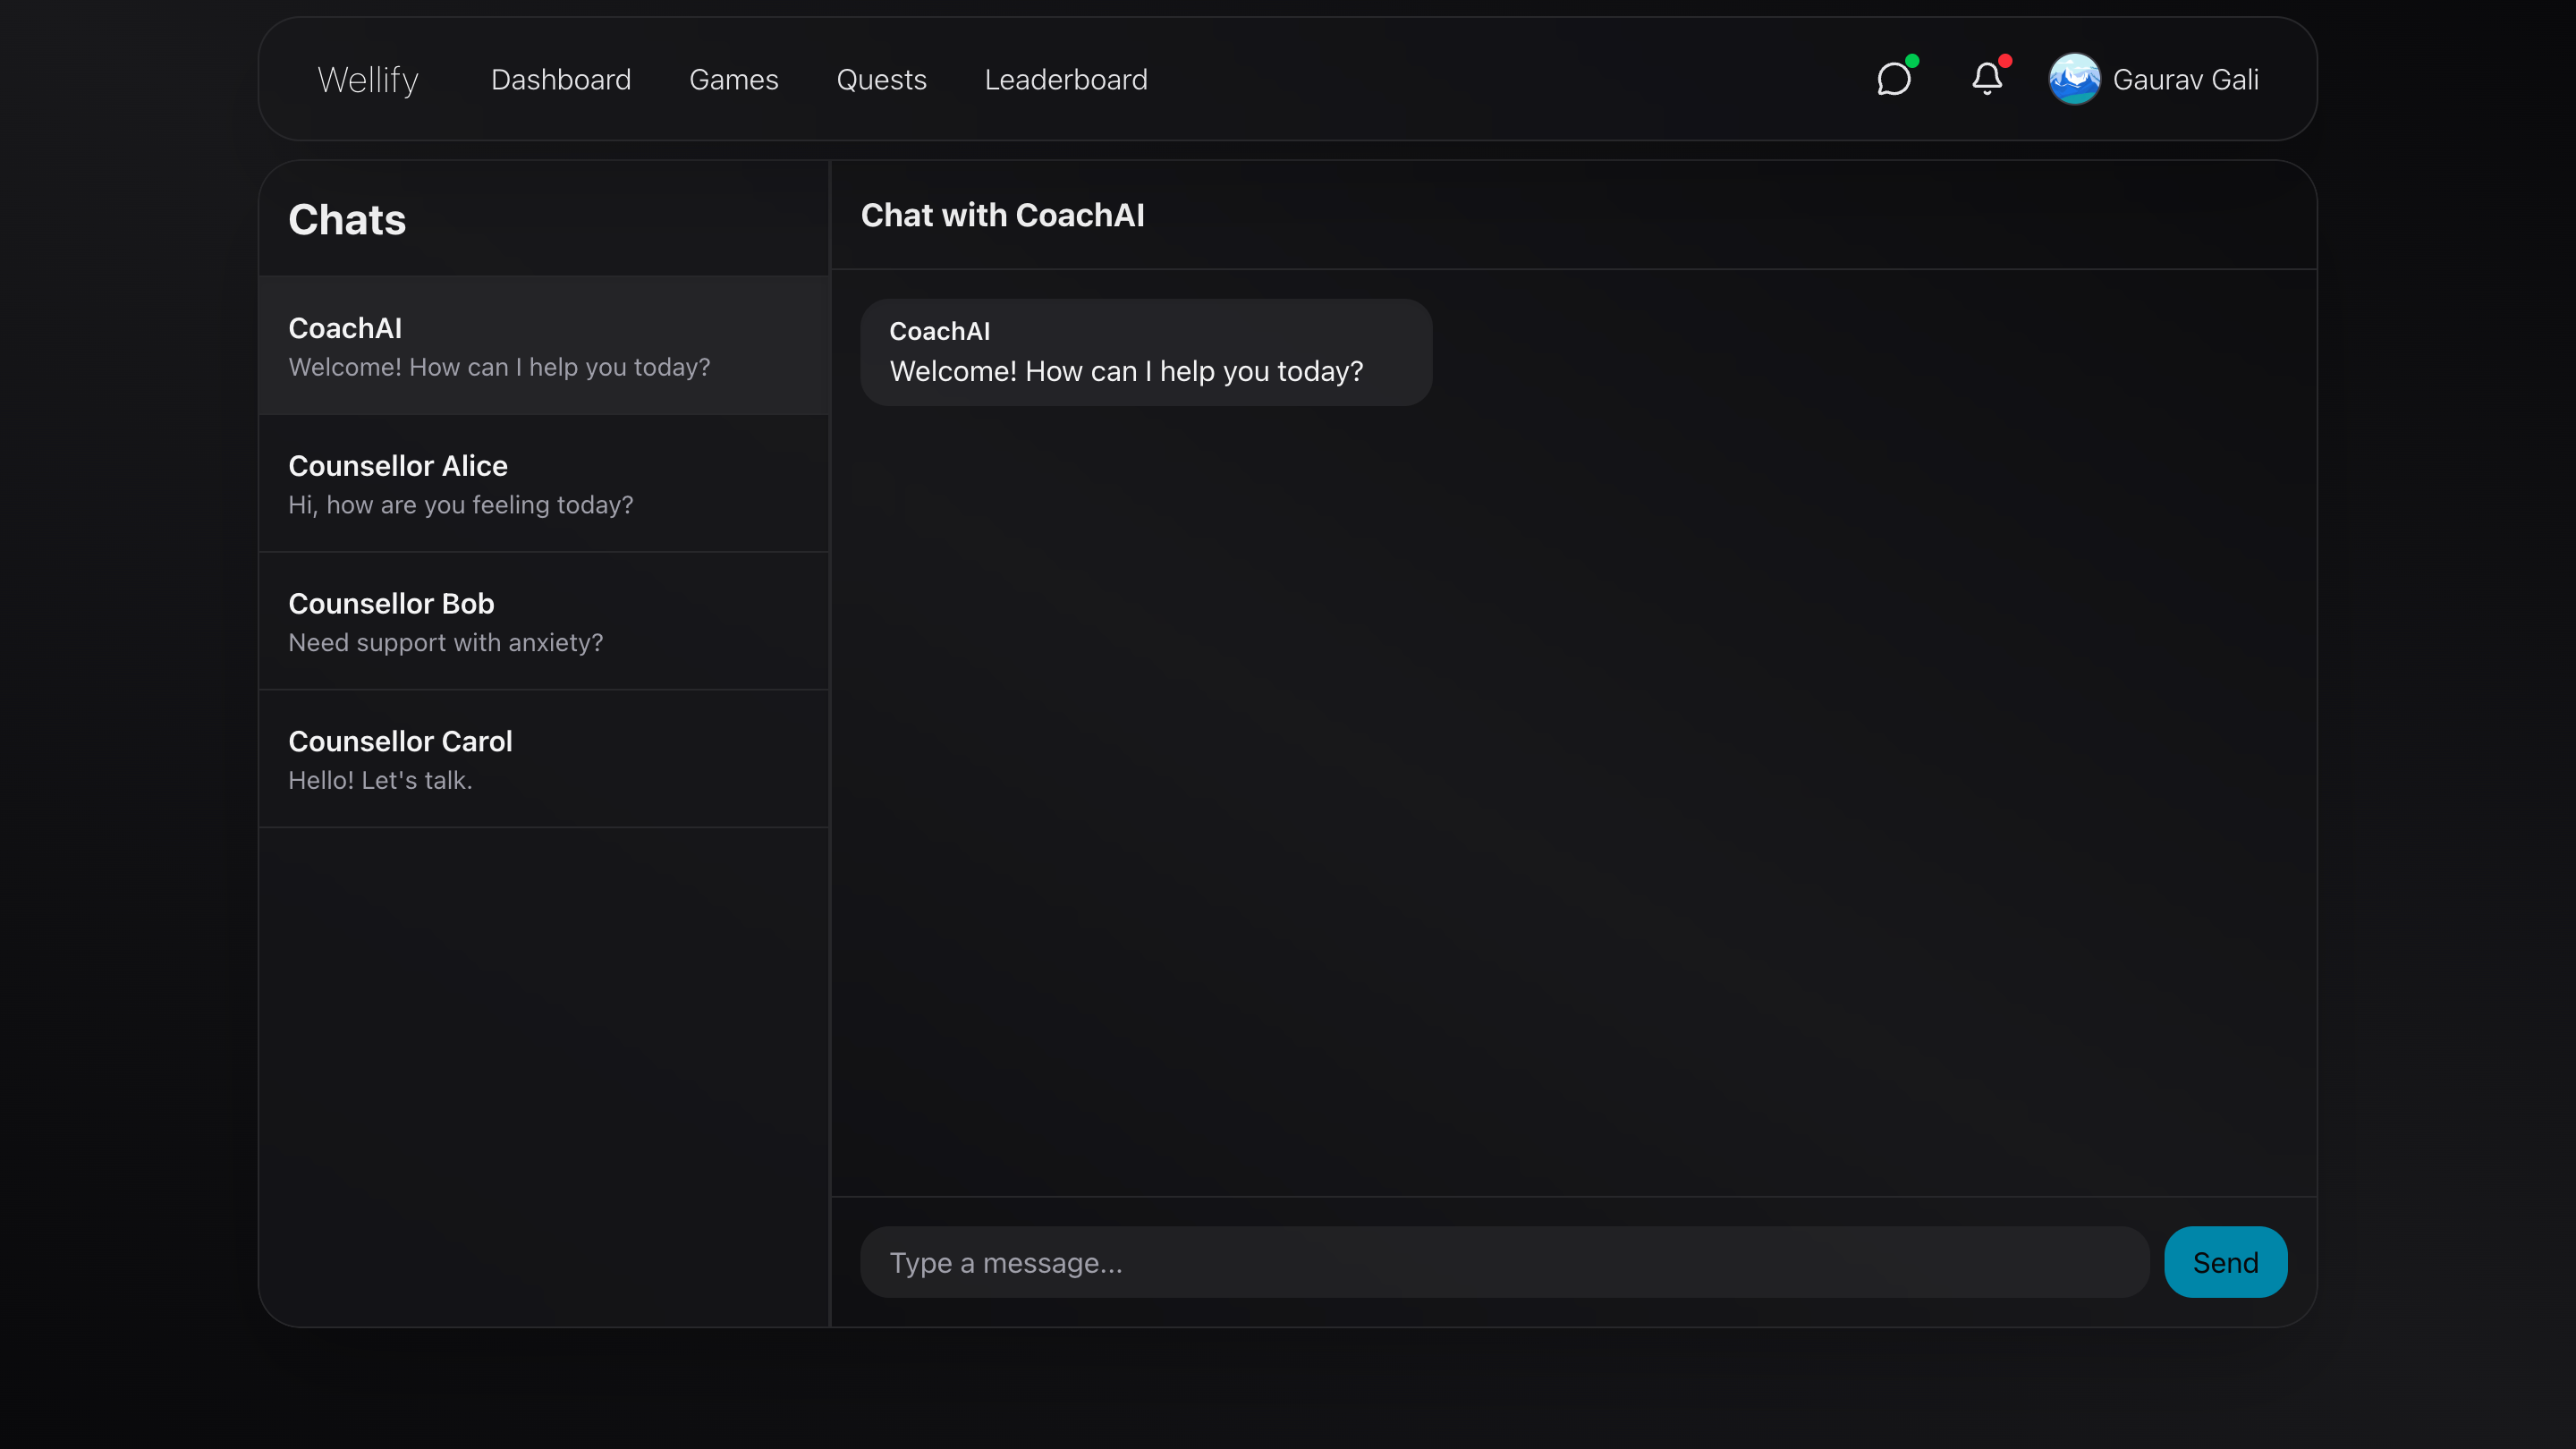 Wellify
Dashboard
Games
Quests
Leaderboard
Gaurav Gali
Chats
CoachAI
Welcome! How can I help you today?
Counsellor Alice
Hi, how are you feeling today?
Counsellor Bob
Need support with anxiety?
Counsellor Carol
Hello! Let's talk.
Chat with CoachAI
CoachAI
Welcome! How can I help you today?
Type a message...
Send